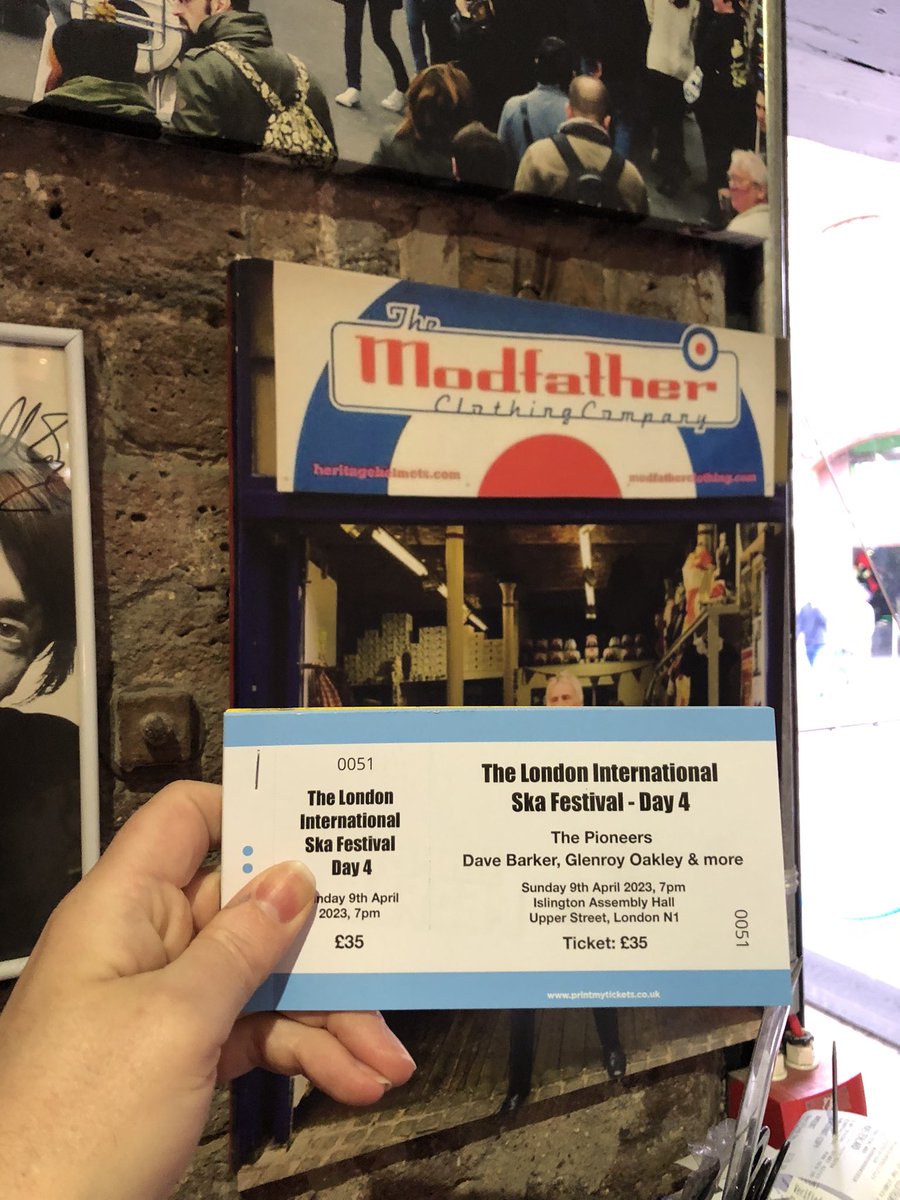 The
Modfather
Clothing Company
heritagehelmets.com
modfatherclothing.com
0051
The London
International
Ska Festival
Day 4
nday 9th April
2023, 7pm
£35
The London International
Ska Festival - Day 4
The Pioneers
Dave Barker, Glenroy Oakley & more
Sunday 9th April 2023, 7pm
Islington Assembly Hall
Upper Street, London N1
Ticket: £35
0051
www.printmytickets.co.uk